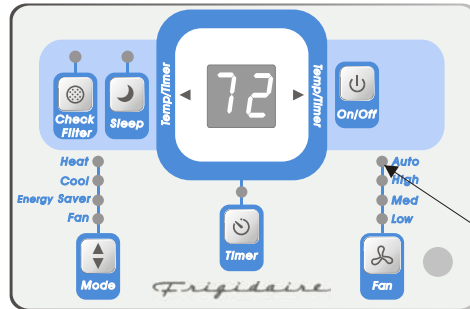 Check
Filter
Sleep
Temp/Timer
72
Temp/Timer
On/Off
Heat
Cool
Energy Saver
Fan
Mode
Timer
Auto
High
Med
Low
Fan
Frigidaire